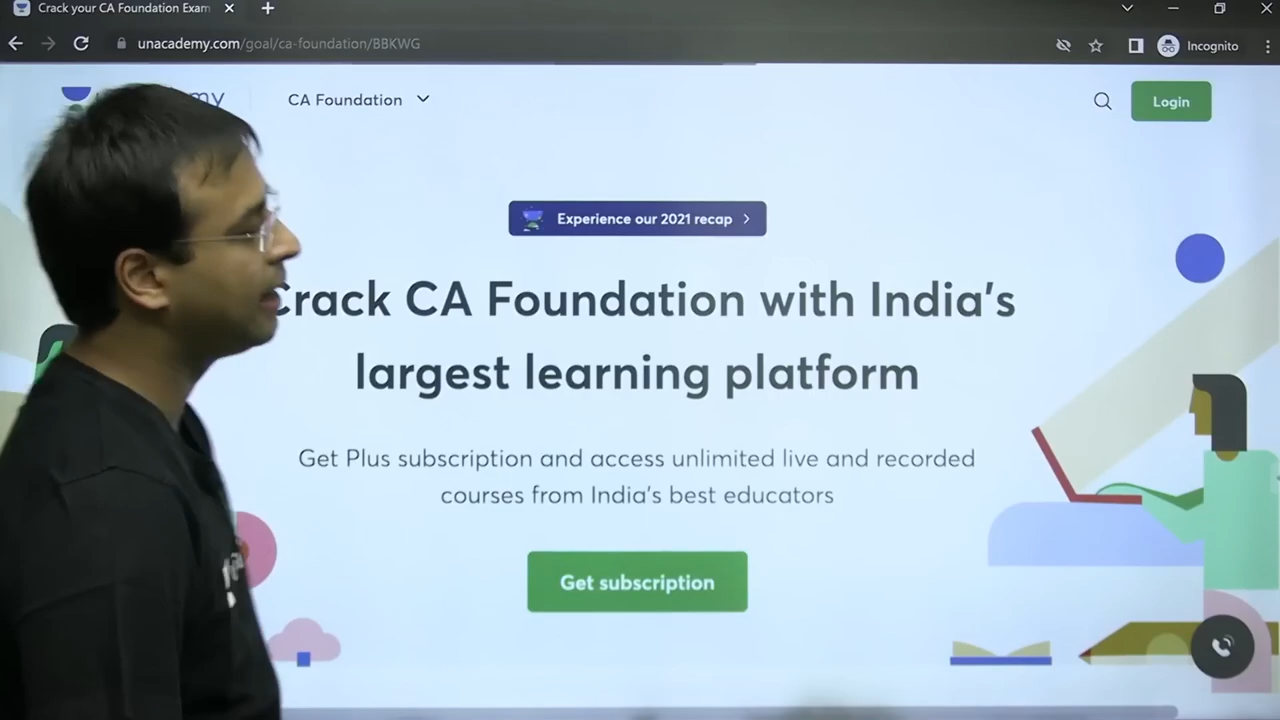 Crack your CA Foundation Exam
unacademy.com/goal/ca-foundation/BBKWG
Incognito
my
CA Foundation
Login
Experience our 2021 recap
Crack CA Foundation with India's
largest learning platform
Get Plus subscription and access unlimited live and recorded
courses from India's best educators
Get subscription